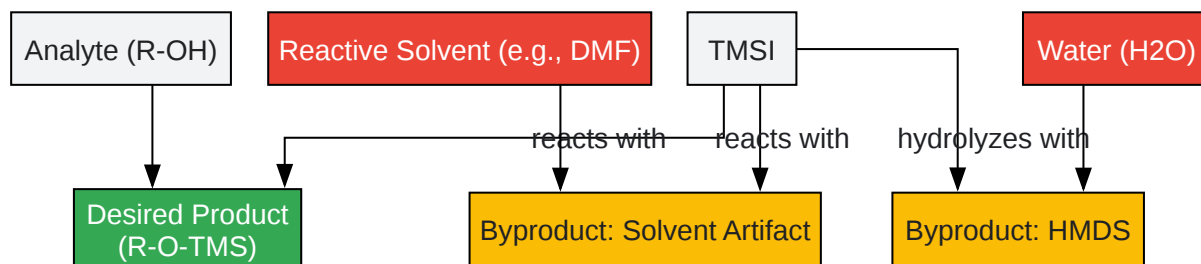 Analyte (R-OH)
Reactive Solvent (e.g., DMF)
TMSI
Water (H2O)
reacts with
reacts with
hydrolyzes with
Desired Product
(R-O-TMS)
Byproduct: Solvent Artifact
Byproduct: HMDS